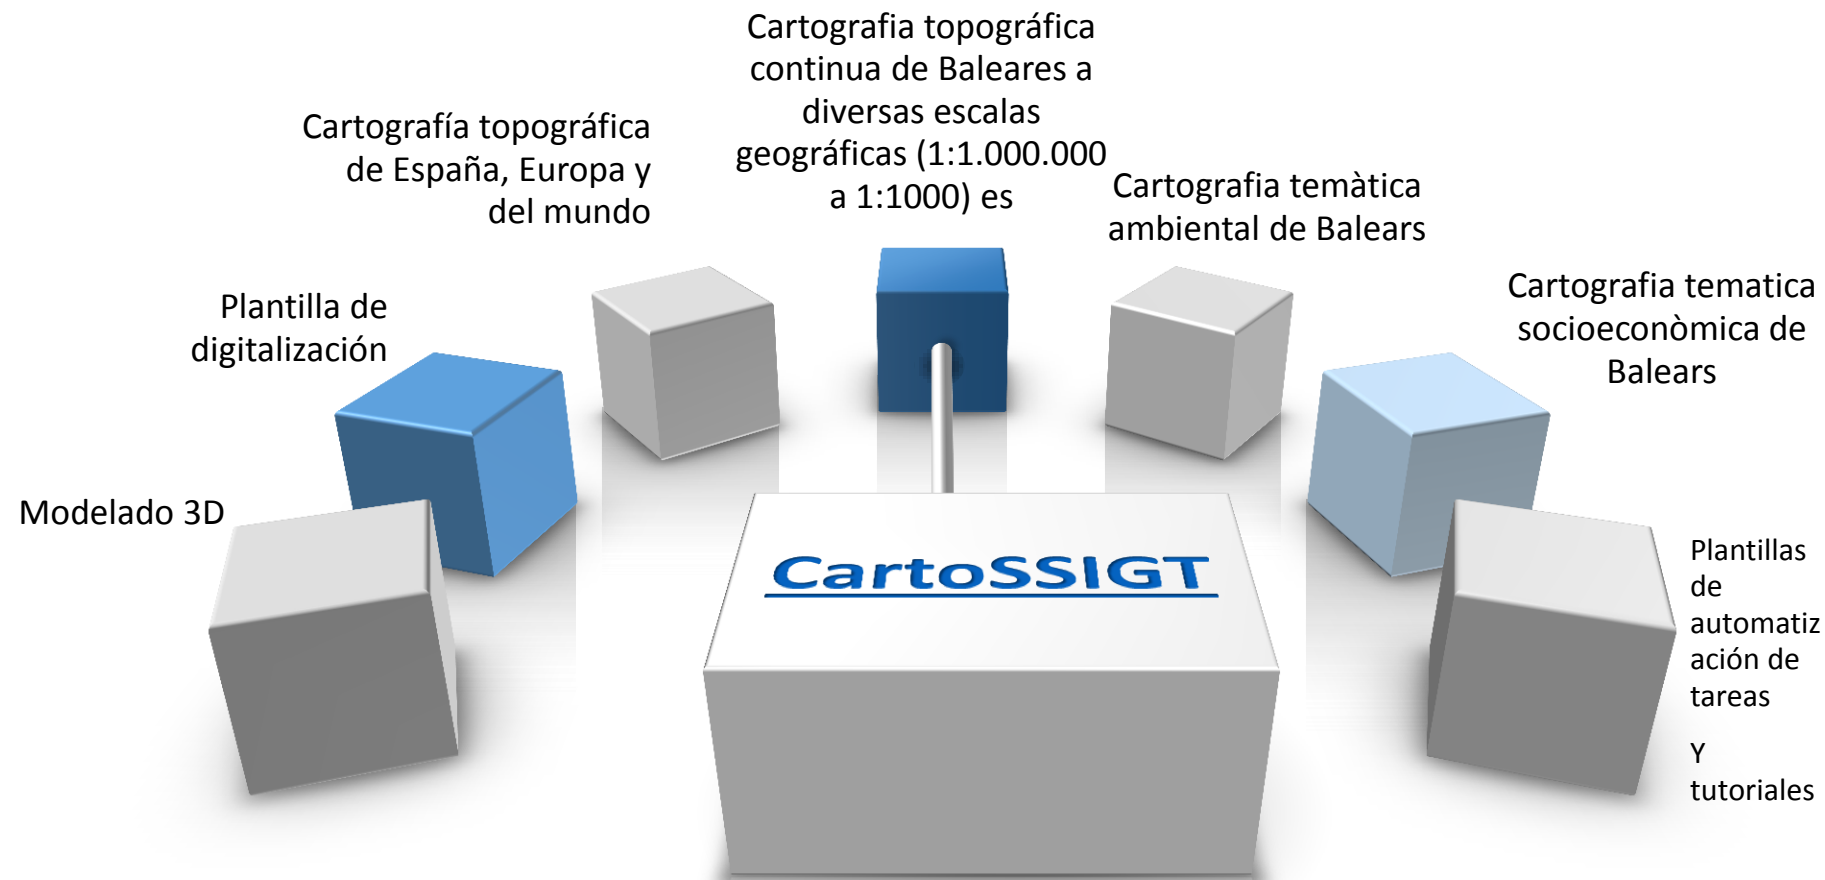 Cartografia topográfica
continua de Baleares a
diversas escalas
geográficas (1:1.000.000
a 1:1000) es
Cartografía topográfica
de España, Europa y
del mundo
Cartografia temàtica
ambiental de Balears
Plantilla de
digitalización
Cartografia tematica
socioeconòmica de
Balears
Modelado 3D
CartoSSIGT
Plantillas
de
automatiz
ación de
tareas
Y
tutoriales